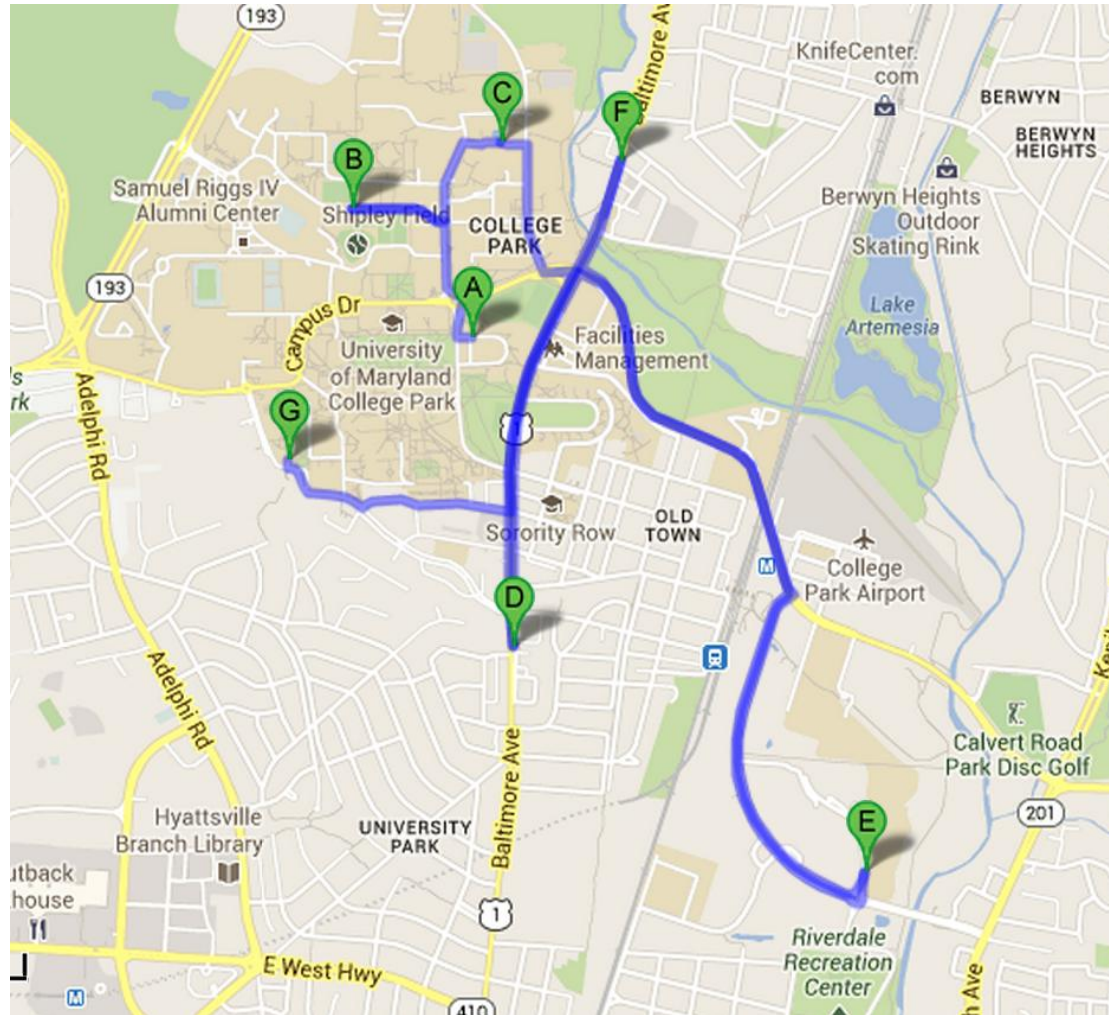 193
Baltimore Av
KnifeCenter.
com
BERWYN
BERWYN
HEIGHTS
C
F
B
Samuel Riggs IV
Alumni Center
Shipley Field
COLLEGE
PARK
Berwyn Heights
Outdoor
Skating Rink
193
A
Lake
Artemesia
Campus Dr
University
of Maryland
College Park
Facilities
Management
Adelphi Rd
G
1
Sorority Row
OLD
TOWN
M
College
Park Airport
D
Adelphi Rd
Calvert Road
Park Disc Golf
Baltimore Ave
201
Hyattsville
Branch Library
UNIVERSITY
PARK
E
1
Riverdale
Recreation
Center
E West Hwy
M
410